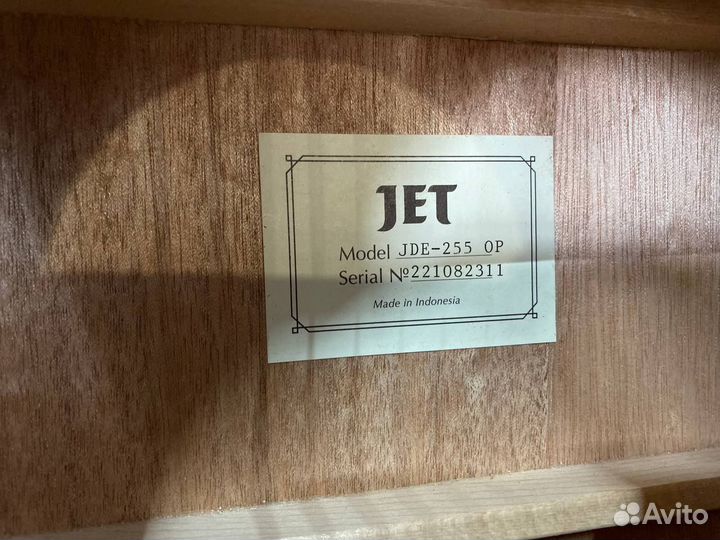 JET
Model JDE-255 OP
Serial №221082311
Made in Indonesia
Avito